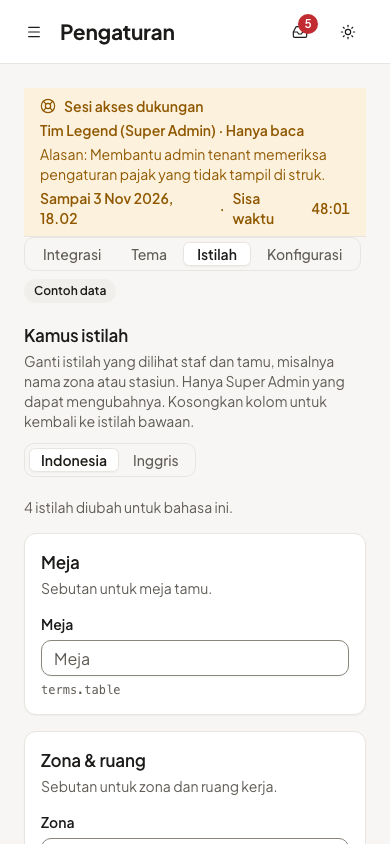 Pengaturan
5
Sesi akses dukungan
Tim Legend (Super Admin) · Hanya baca
Alasan: Membantu admin tenant memeriksa
pengaturan pajak yang tidak tampil di struk.
Sampai 3 Nov 2026, 18.02 · Sisa waktu 48:01
Integrasi Tema Istilah Konfigurasi
Contoh data
Kamus istilah
Ganti istilah yang dilihat staf dan tamu, misalnya
nama zona atau stasiun. Hanya Super Admin yang
dapat mengubahnya. Kosongkan kolom untuk
kembali ke istilah bawaan.
Indonesia Inggris
4 istilah diubah untuk bahasa ini.
Meja
Sebutan untuk meja tamu.
Meja
Meja
terms.table
Zona & ruang
Sebutan untuk zona dan ruang kerja.
Zona